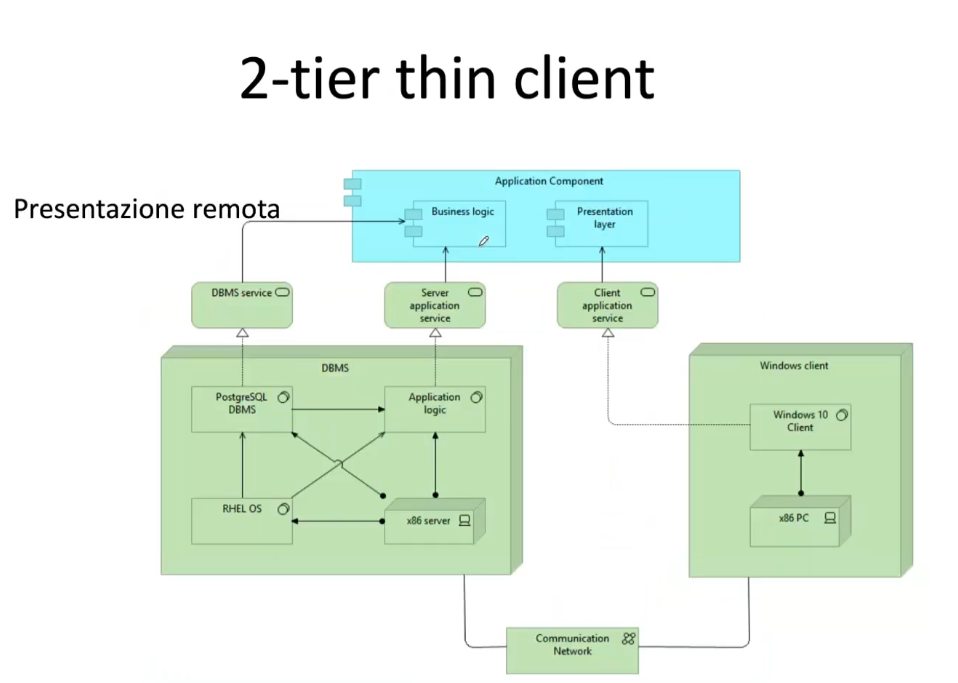 2-tier thin client
Presentazione remota
Application Component
Business logic
Presentation
layer
DBMS service
Server
application
service
Client
application
service
DBMS
Windows client
PostgreSQL
DBMS
Application
logic
Windows 10
Client
RHEL OS
x86 server
x86 PC
Communication
Network